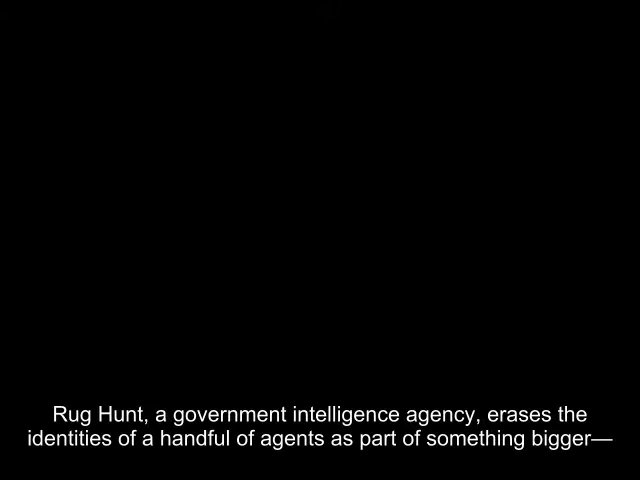 Rug Hunt, a government intelligence agency, erases the
identities of a handful of agents as part of something bigger—